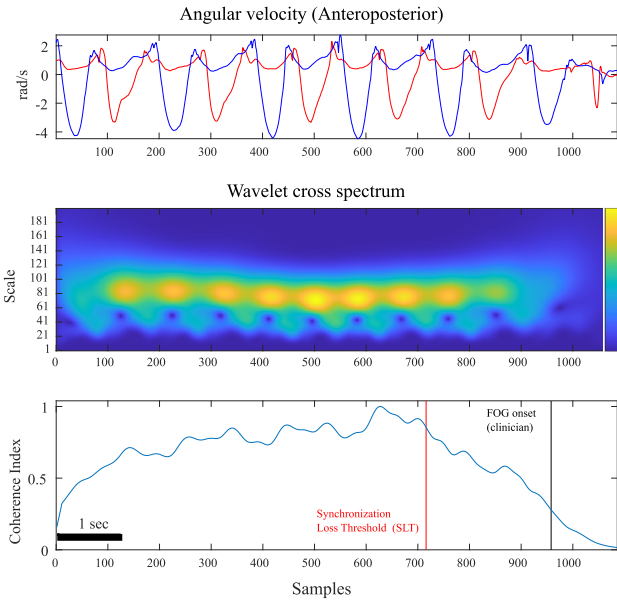 Angular velocity (Anteroposterior)
rad/s
2
0
-2
-4
100 200 300 400 500 600 700 800 900 1000
Wavelet cross spectrum
Scale
181
161
141
121
101
81
61
41
21
1
100 200 300 400 500 600 700 800 900 1000
Coherence Index
1
0.5
0
FOG onset
(clinician)
Synchronization
Loss Threshold (SLT)
1 sec
0 100 200 300 400 500 600 700 800 900 1000
Samples